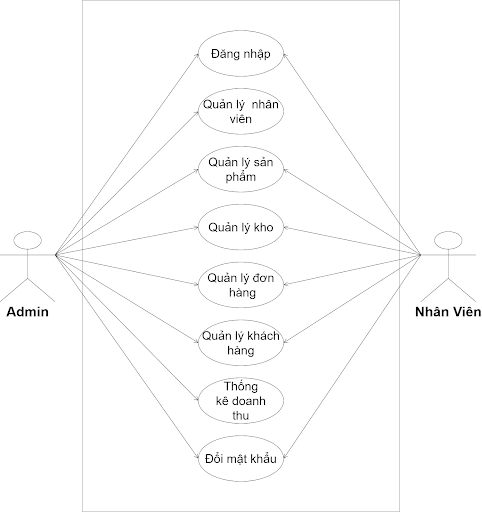 Đăng nhập
Quản lý nhân
viên
Quản lý sản
phẩm
Quản lý kho
Quản lý đơn
hàng
Quản lý khách
hàng
Thống
kê doanh
thu
Đổi mật khẩu
Admin
Nhân Viên